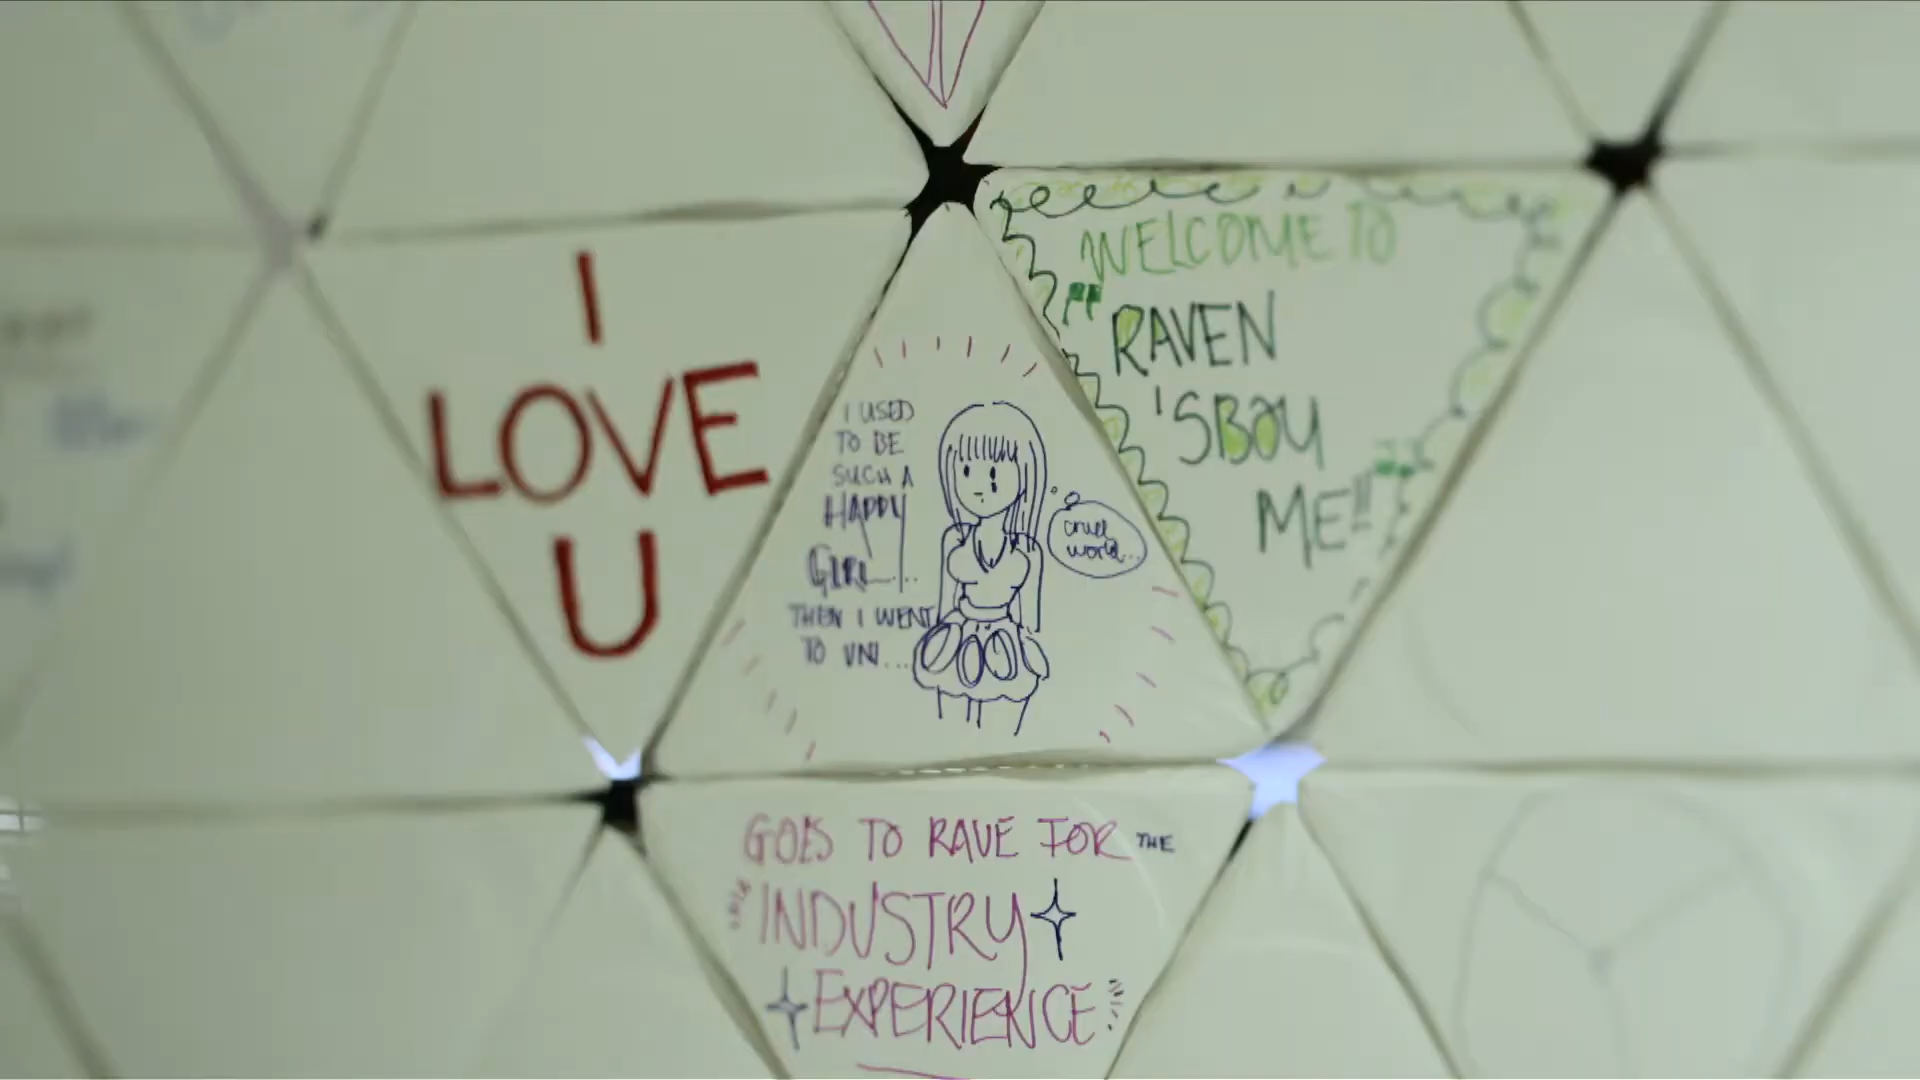 I
LOVE
U
I USED
TO BE
SUCH A
HAPPY
GIRL....
THEN I WENT
TO UNI...
cruel
world...
WELCOME TO
"RAVEN
'SBOY
ME!!"
GOES TO RAVE FOR THE
INDUSTRY
EXPERIENCE